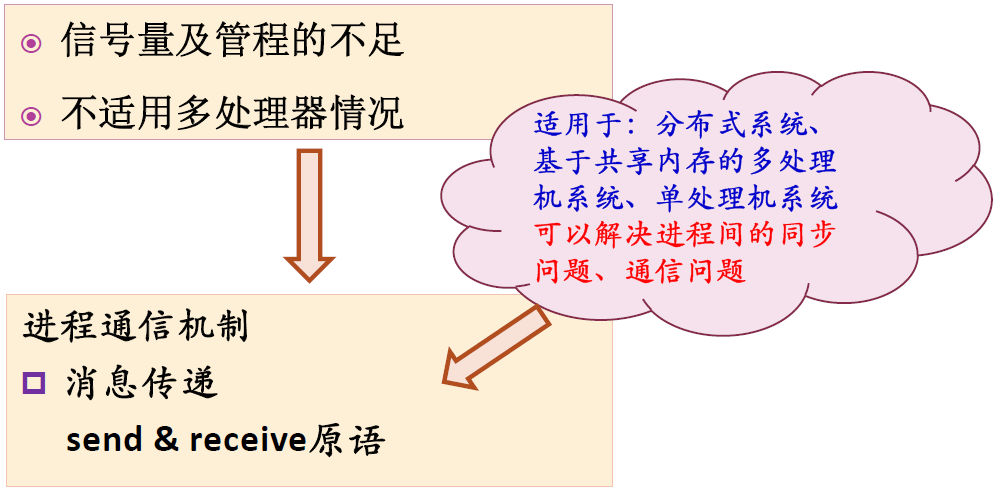 信号量及管程的不足
不适用多处理器情况
适用于：分布式系统、
基于共享内存的多处理
机系统、单处理机系统
可以解决进程间的同步
问题、通信问题
进程通信机制
消息传递
send & receive原语